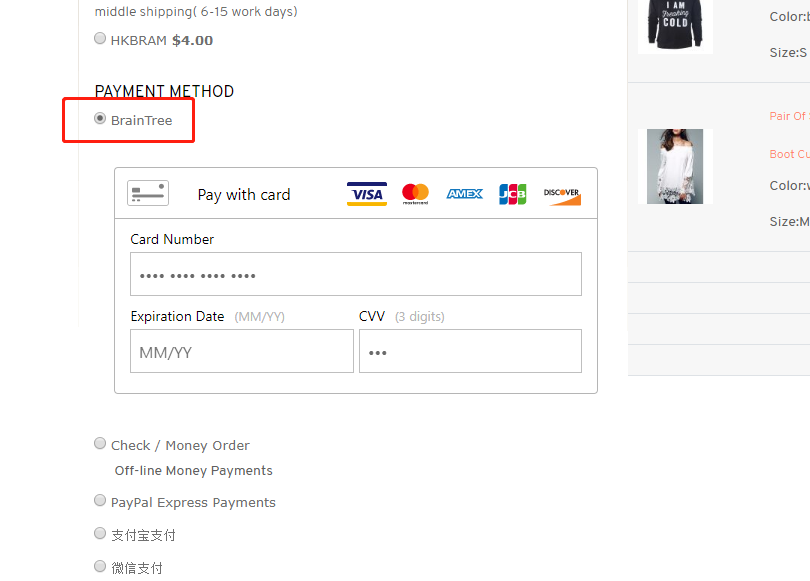 middle shipping( 6-15 work days)
HKBRAM $4.00
PAYMENT METHOD
BrainTree
Pay with card
VISA
mastercard
AMEX
JCB
DISCOVER
Card Number
•••• •••• •••• ••••
Expiration Date (MM/YY)
CVV (3 digits)
MM/YY
•••
Check / Money Order
Off-line Money Payments
PayPal Express Payments
支付宝支付
微信支付
I AM
Freaking
COLD
Color:b
Size:S
Pair Of
Boot Cu
Color:w
Size:M